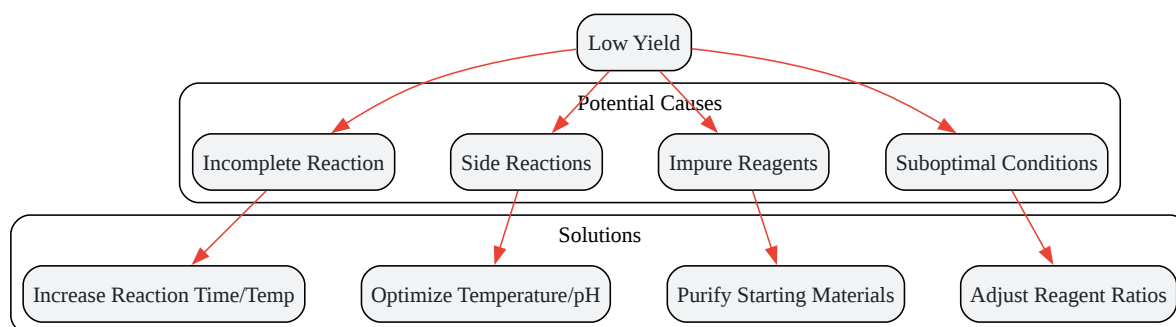 Low Yield
Potential Causes
Incomplete Reaction
Side Reactions
Impure Reagents
Suboptimal Conditions
Solutions
Increase Reaction Time/Temp
Optimize Temperature/pH
Purify Starting Materials
Adjust Reagent Ratios